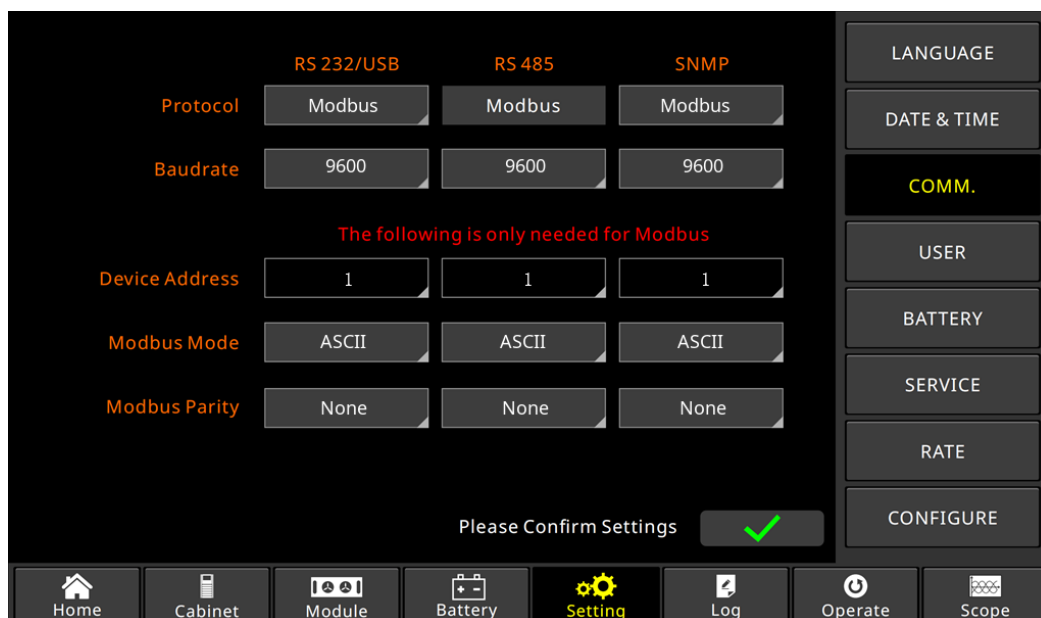 RS 232/USB RS 485 SNMP LANGUAGE
Protocol Modbus Modbus Modbus DATE & TIME
Baudrate 9600 9600 9600 COMM.
The following is only needed for Modbus
USER
Device Address 1 1 1
BATTERY
Modbus Mode ASCII ASCII ASCII
SERVICE
Modbus Parity None None None
RATE
Please Confirm Settings CONFIGURE
Home Cabinet Module Battery Setting Log Operate Scope